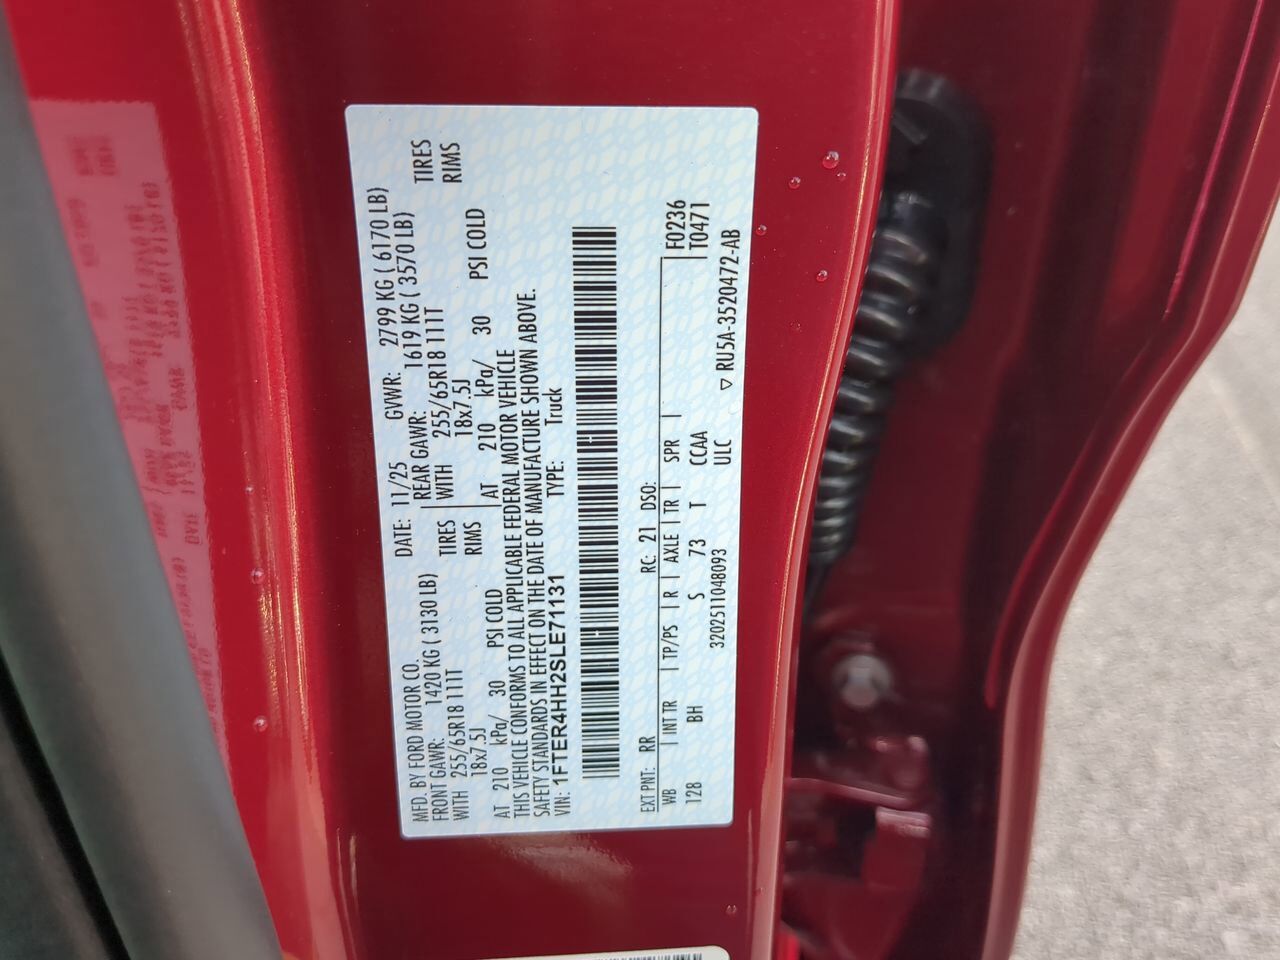 MFD. BY FORD MOTOR CO.
DATE: 11/25 GVWR: 2799 KG ( 6170 LB)
FRONT GAWR: 1420 KG ( 3130 LB)
REAR GAWR: 1619 KG ( 3570 LB)
WITH 255/65R18 111T TIRES
WITH 255/65R18 111T TIRES
18x7.5J RIMS
18x7.5J RIMS
AT 210 kPa/ 30 PSI COLD
AT 210 kPa/ 30 PSI COLD
THIS VEHICLE CONFORMS TO ALL APPLICABLE FEDERAL MOTOR VEHICLE
SAFETY STANDARDS IN EFFECT ON THE DATE OF MANUFACTURE SHOWN ABOVE.
VIN: 1FTER4HH2SLE71131 TYPE: Truck
EXT PNT: RR RC: 21 DSO: F0236
WB INT TR TP/PS R AXLE TR SPR T0471
128 BH S 73 T CCAA
320251104809​3 ULC ▽ RU5A-3520472-AB